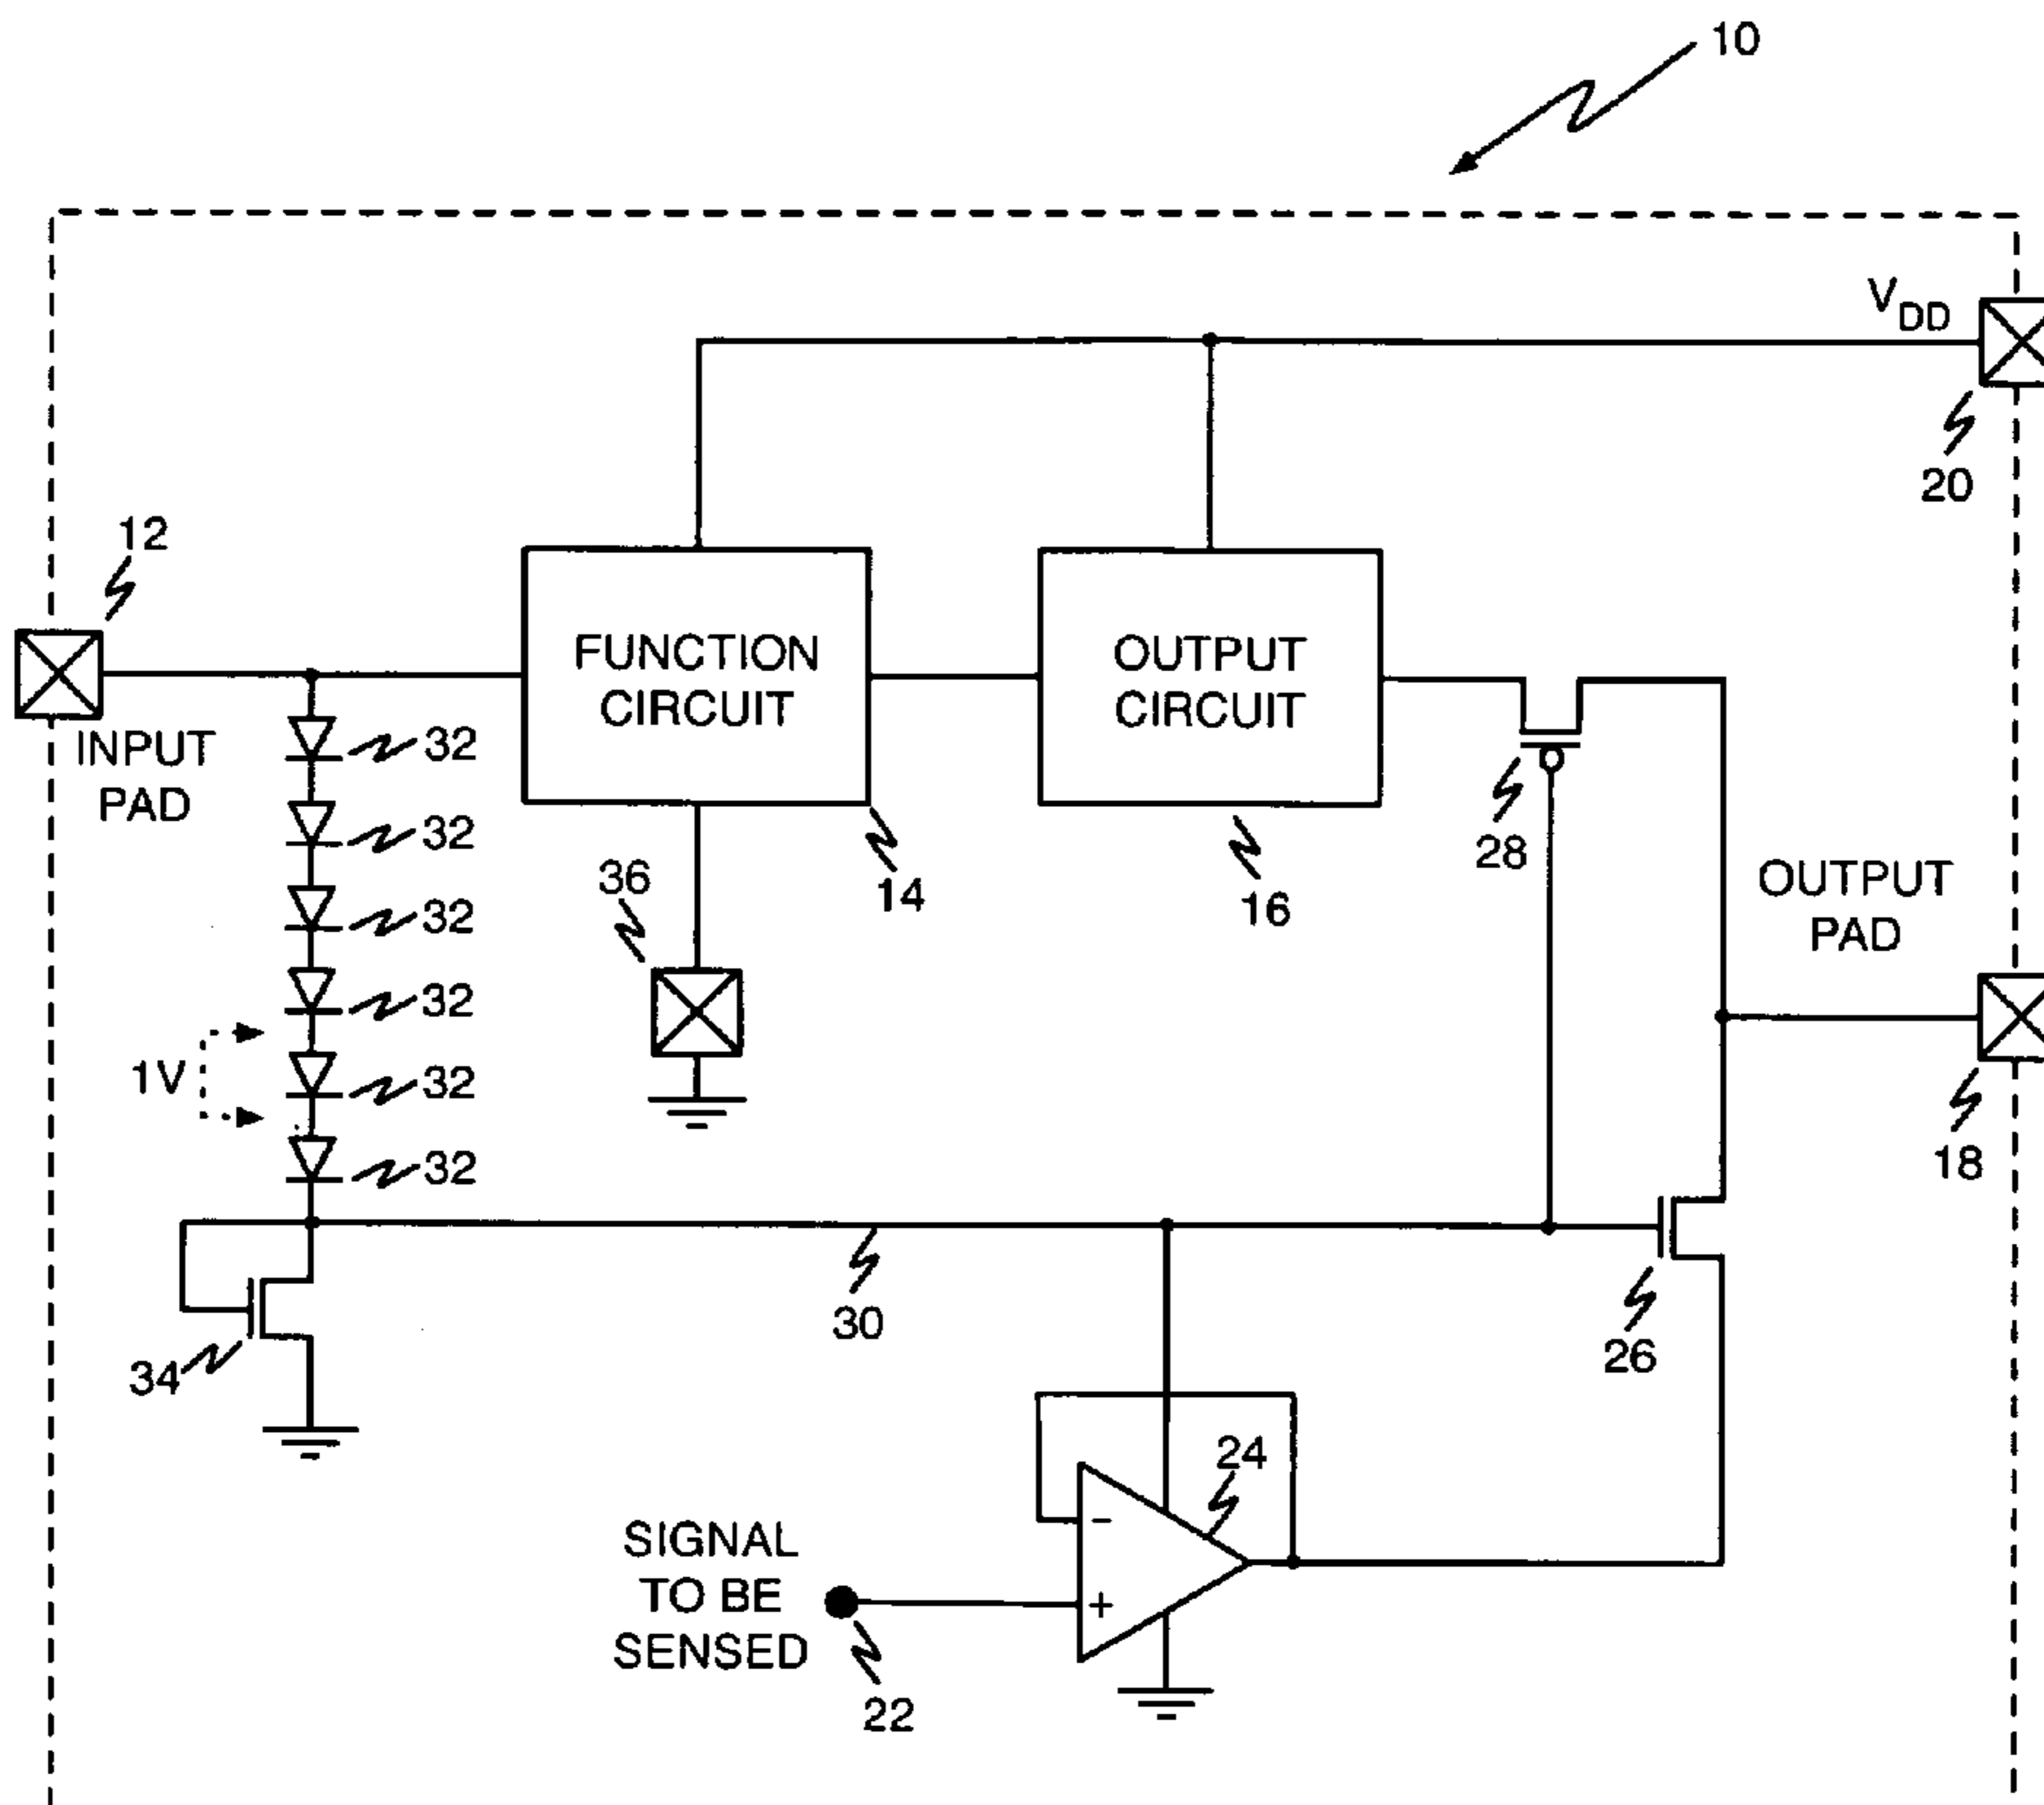 10
V DD
20
12
INPUT
PAD
FUNCTION
CIRCUIT
OUTPUT
CIRCUIT
32
32
32
32
32
32
1V
36
14
16
28
OUTPUT
PAD
18
30
26
34
24
-
+
SIGNAL
TO BE
SENSED
22